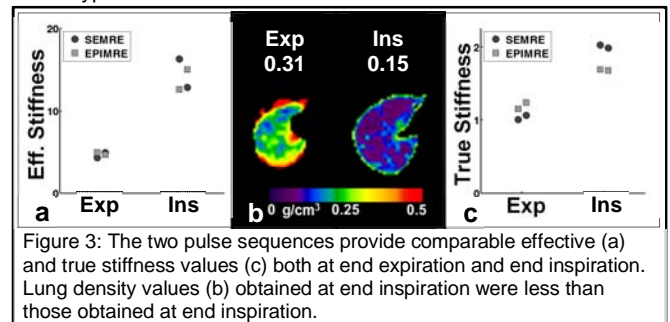 20
SEMRE
EPIMRE
10
0
Eff. Stiffness
a
Exp
Ins
Exp Ins
0.31 0.15
b
0 g/cm3 0.25 0.5
2
SEMRE
EPIMRE
1
0
True Stiffness
c
Exp
Ins
Figure 3: The two pulse sequences provide comparable effective (a)
and true stiffness values (c) both at end expiration and end inspiration.
Lung density values (b) obtained at end inspiration were less than
those obtained at end inspiration.